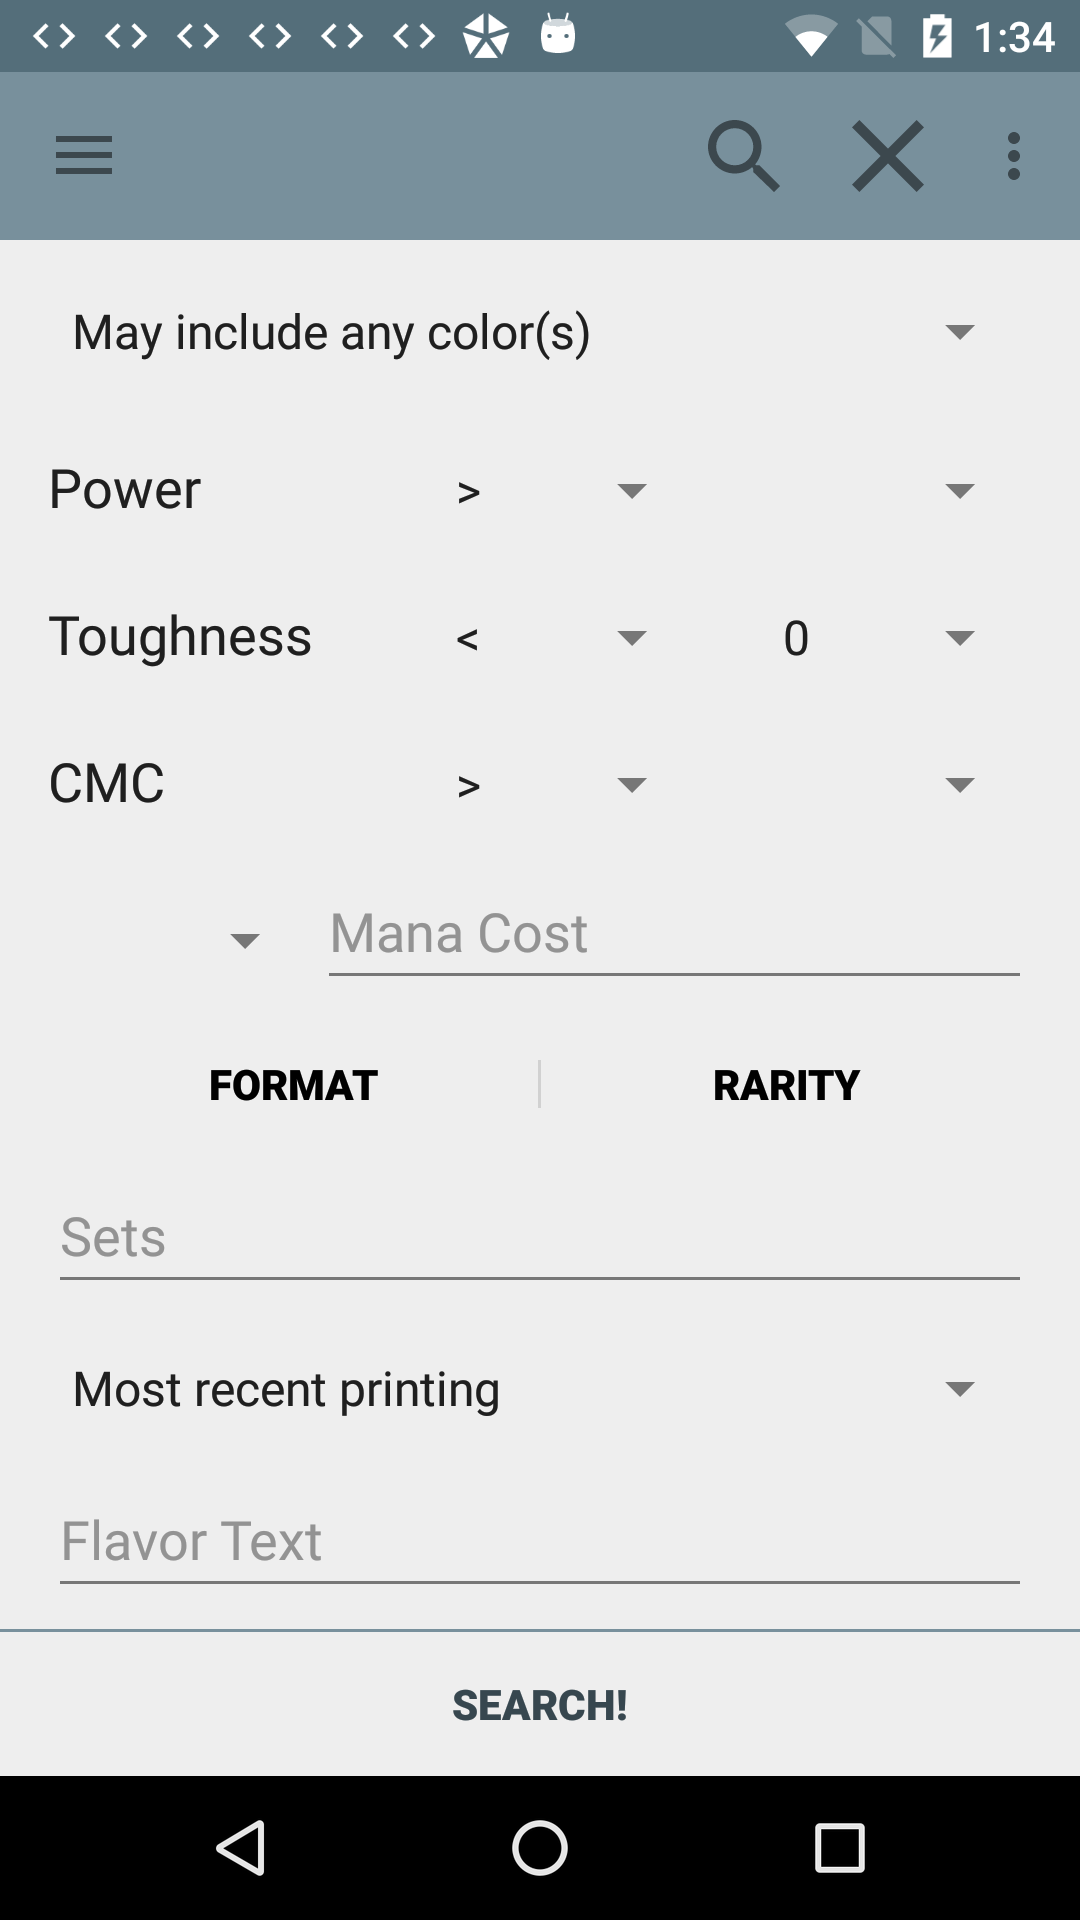 1:34
May include any color(s)
Power >
Toughness < 0
CMC >
Mana Cost
FORMAT RARITY
Sets
Most recent printing
Flavor Text
SEARCH!